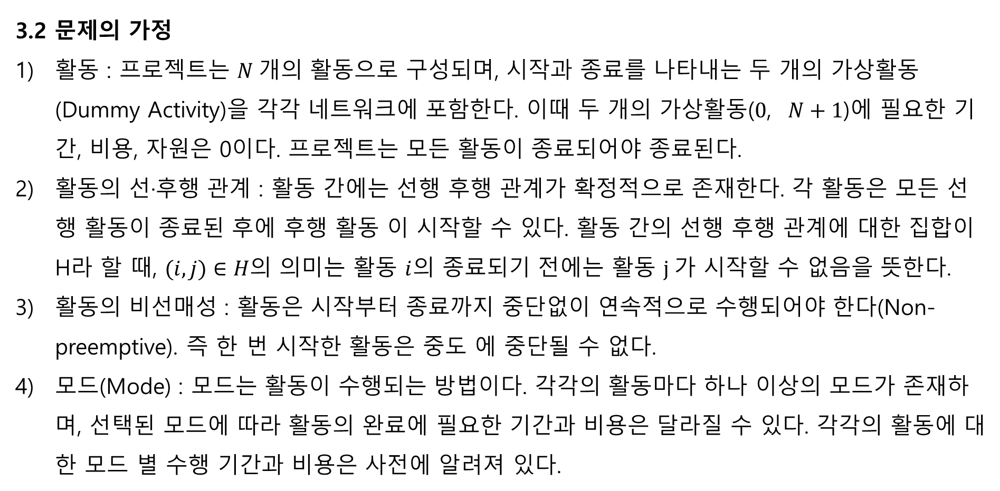 3.2 문제의 가정
1) 활동 : 프로젝트는 N 개의 활동으로 구성되며, 시작과 종료를 나타내는 두 개의 가상활동
(Dummy Activity)을 각각 네트워크에 포함한다. 이때 두 개의 가상활동(0, N + 1)에 필요한 기
간, 비용, 자원은 0이다. 프로젝트는 모든 활동이 종료되어야 종료된다.
2) 활동의 선·후행 관계 : 활동 간에는 선행 후행 관계가 확정적으로 존재한다. 각 활동은 모든 선
행 활동이 종료된 후에 후행 활동 이 시작할 수 있다. 활동 간의 선행 후행 관계에 대한 집합이
H라 할 때, (i, j) ∈ H의 의미는 활동 i의 종료되기 전에는 활동 j 가 시작할 수 없음을 뜻한다.
3) 활동의 비선매성 : 활동은 시작부터 종료까지 중단없이 연속적으로 수행되어야 한다(Non-
preemptive). 즉 한 번 시작한 활동은 중도 에 중단될 수 없다.
4) 모드(Mode) : 모드는 활동이 수행되는 방법이다. 각각의 활동마다 하나 이상의 모드가 존재하
며, 선택된 모드에 따라 활동의 완료에 필요한 기간과 비용은 달라질 수 있다. 각각의 활동에 대
한 모드 별 수행 기간과 비용은 사전에 알려져 있다.